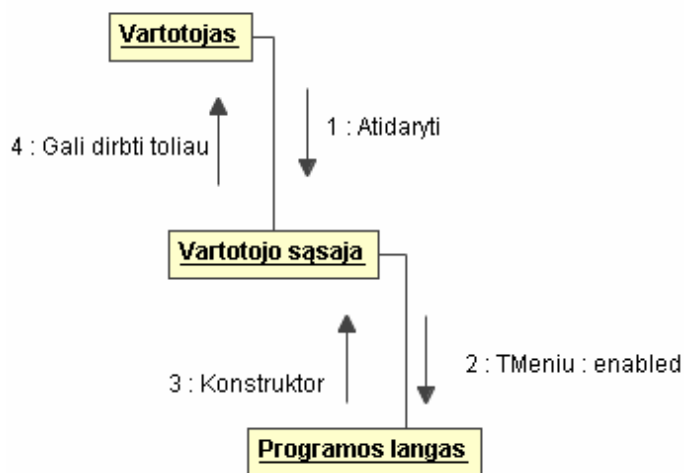 Vartotojas
1 : Atidaryti
4 : Gali dirbti toliau
Vartotojo sąsaja
2 : TMeniu : enabled
3 : Konstruktor
Programos langas